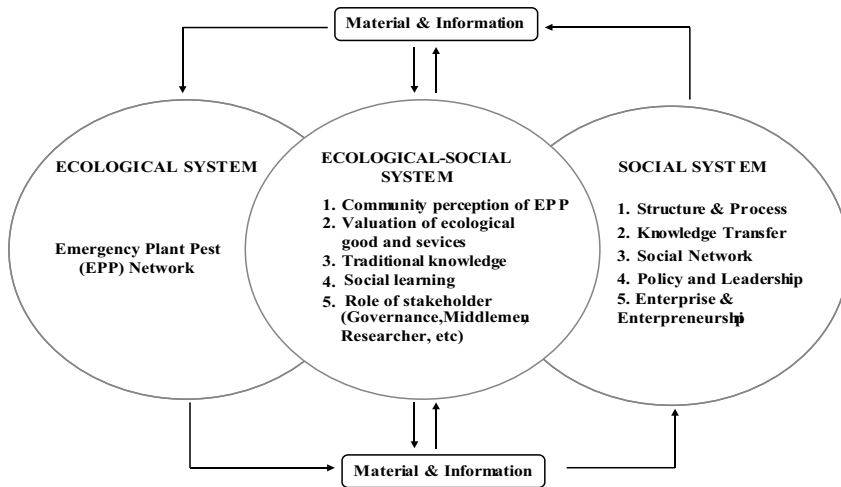 Material & Information
ECOLOGICAL SYSTEM
Emergency Plant Pest
(EPP) Network
ECOLOGICAL-SOCIAL
SYSTEM
1. Community perception of EPP
2. Valuation of ecological
good and sevices
3. Traditional knowledge
4. Social learning
5. Role of stakeholder
(Governance,Middlemen,
Researcher, etc)
SOCIAL SYSTEM
1. Structure & Process
2. Knowledge Transfer
3. Social Network
4. Policy and Leadership
5. Enterprise &
Enterpreneurship
Material & Information